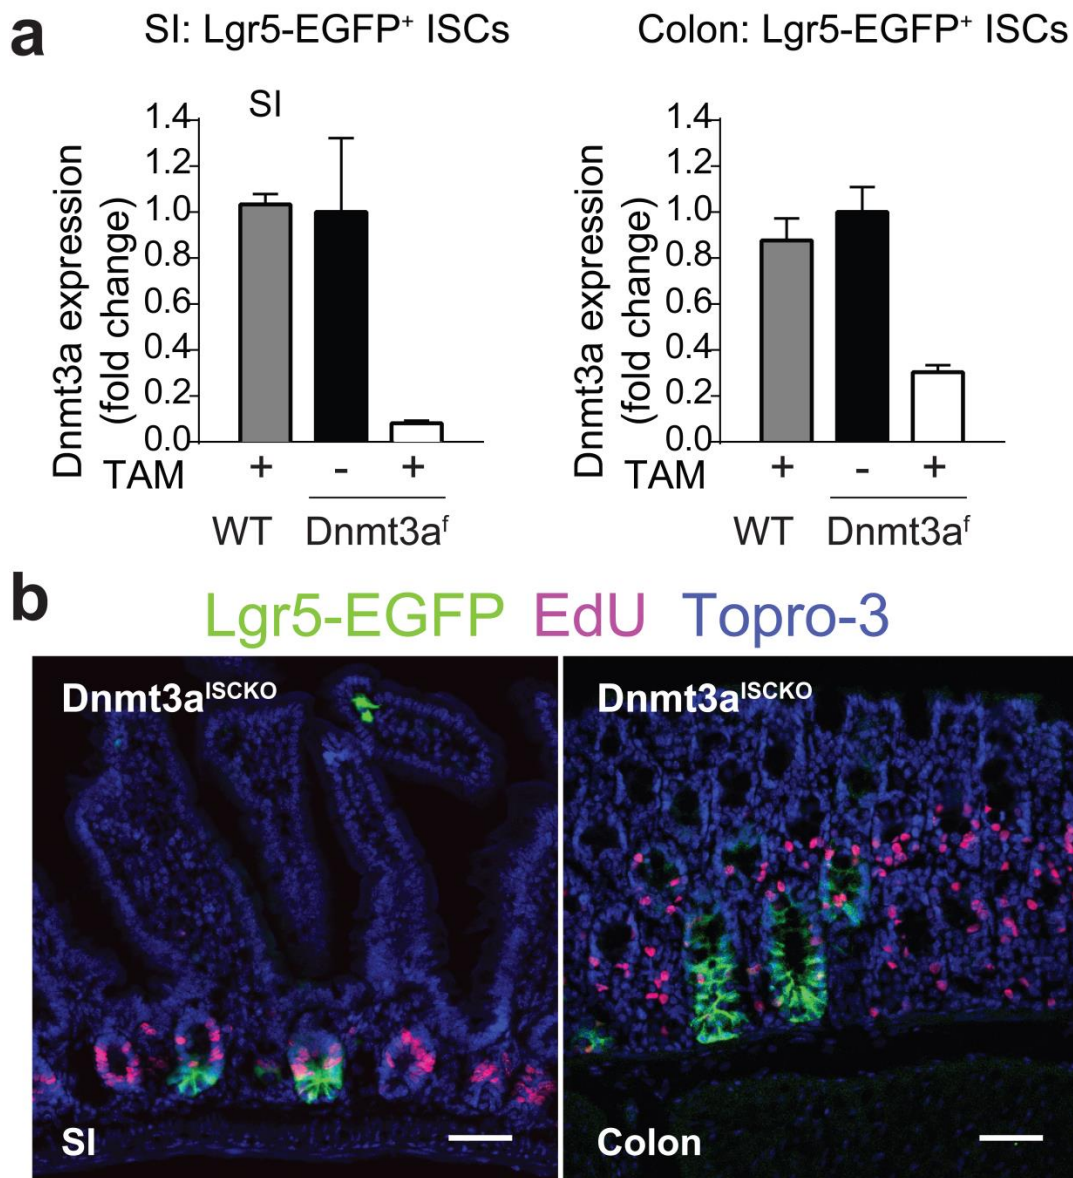 a
SI: Lgr5-EGFP⁺ ISCs
SI
Dnmt3a expression
(fold change)
1.4
1.2
1.0
0.8
0.6
0.4
0.2
0.0
TAM + - +
WT Dnmt3aᶠ
Colon: Lgr5-EGFP⁺ ISCs
Dnmt3a expression
(fold change)
1.4
1.2
1.0
0.8
0.6
0.4
0.2
0.0
TAM + - +
WT Dnmt3aᶠ
b
Lgr5-EGFP EdU Topro-3
Dnmt3aᴵˢᶜᴷᴼ
SI
Dnmt3aᴵˢᶜᴷᴼ
Colon